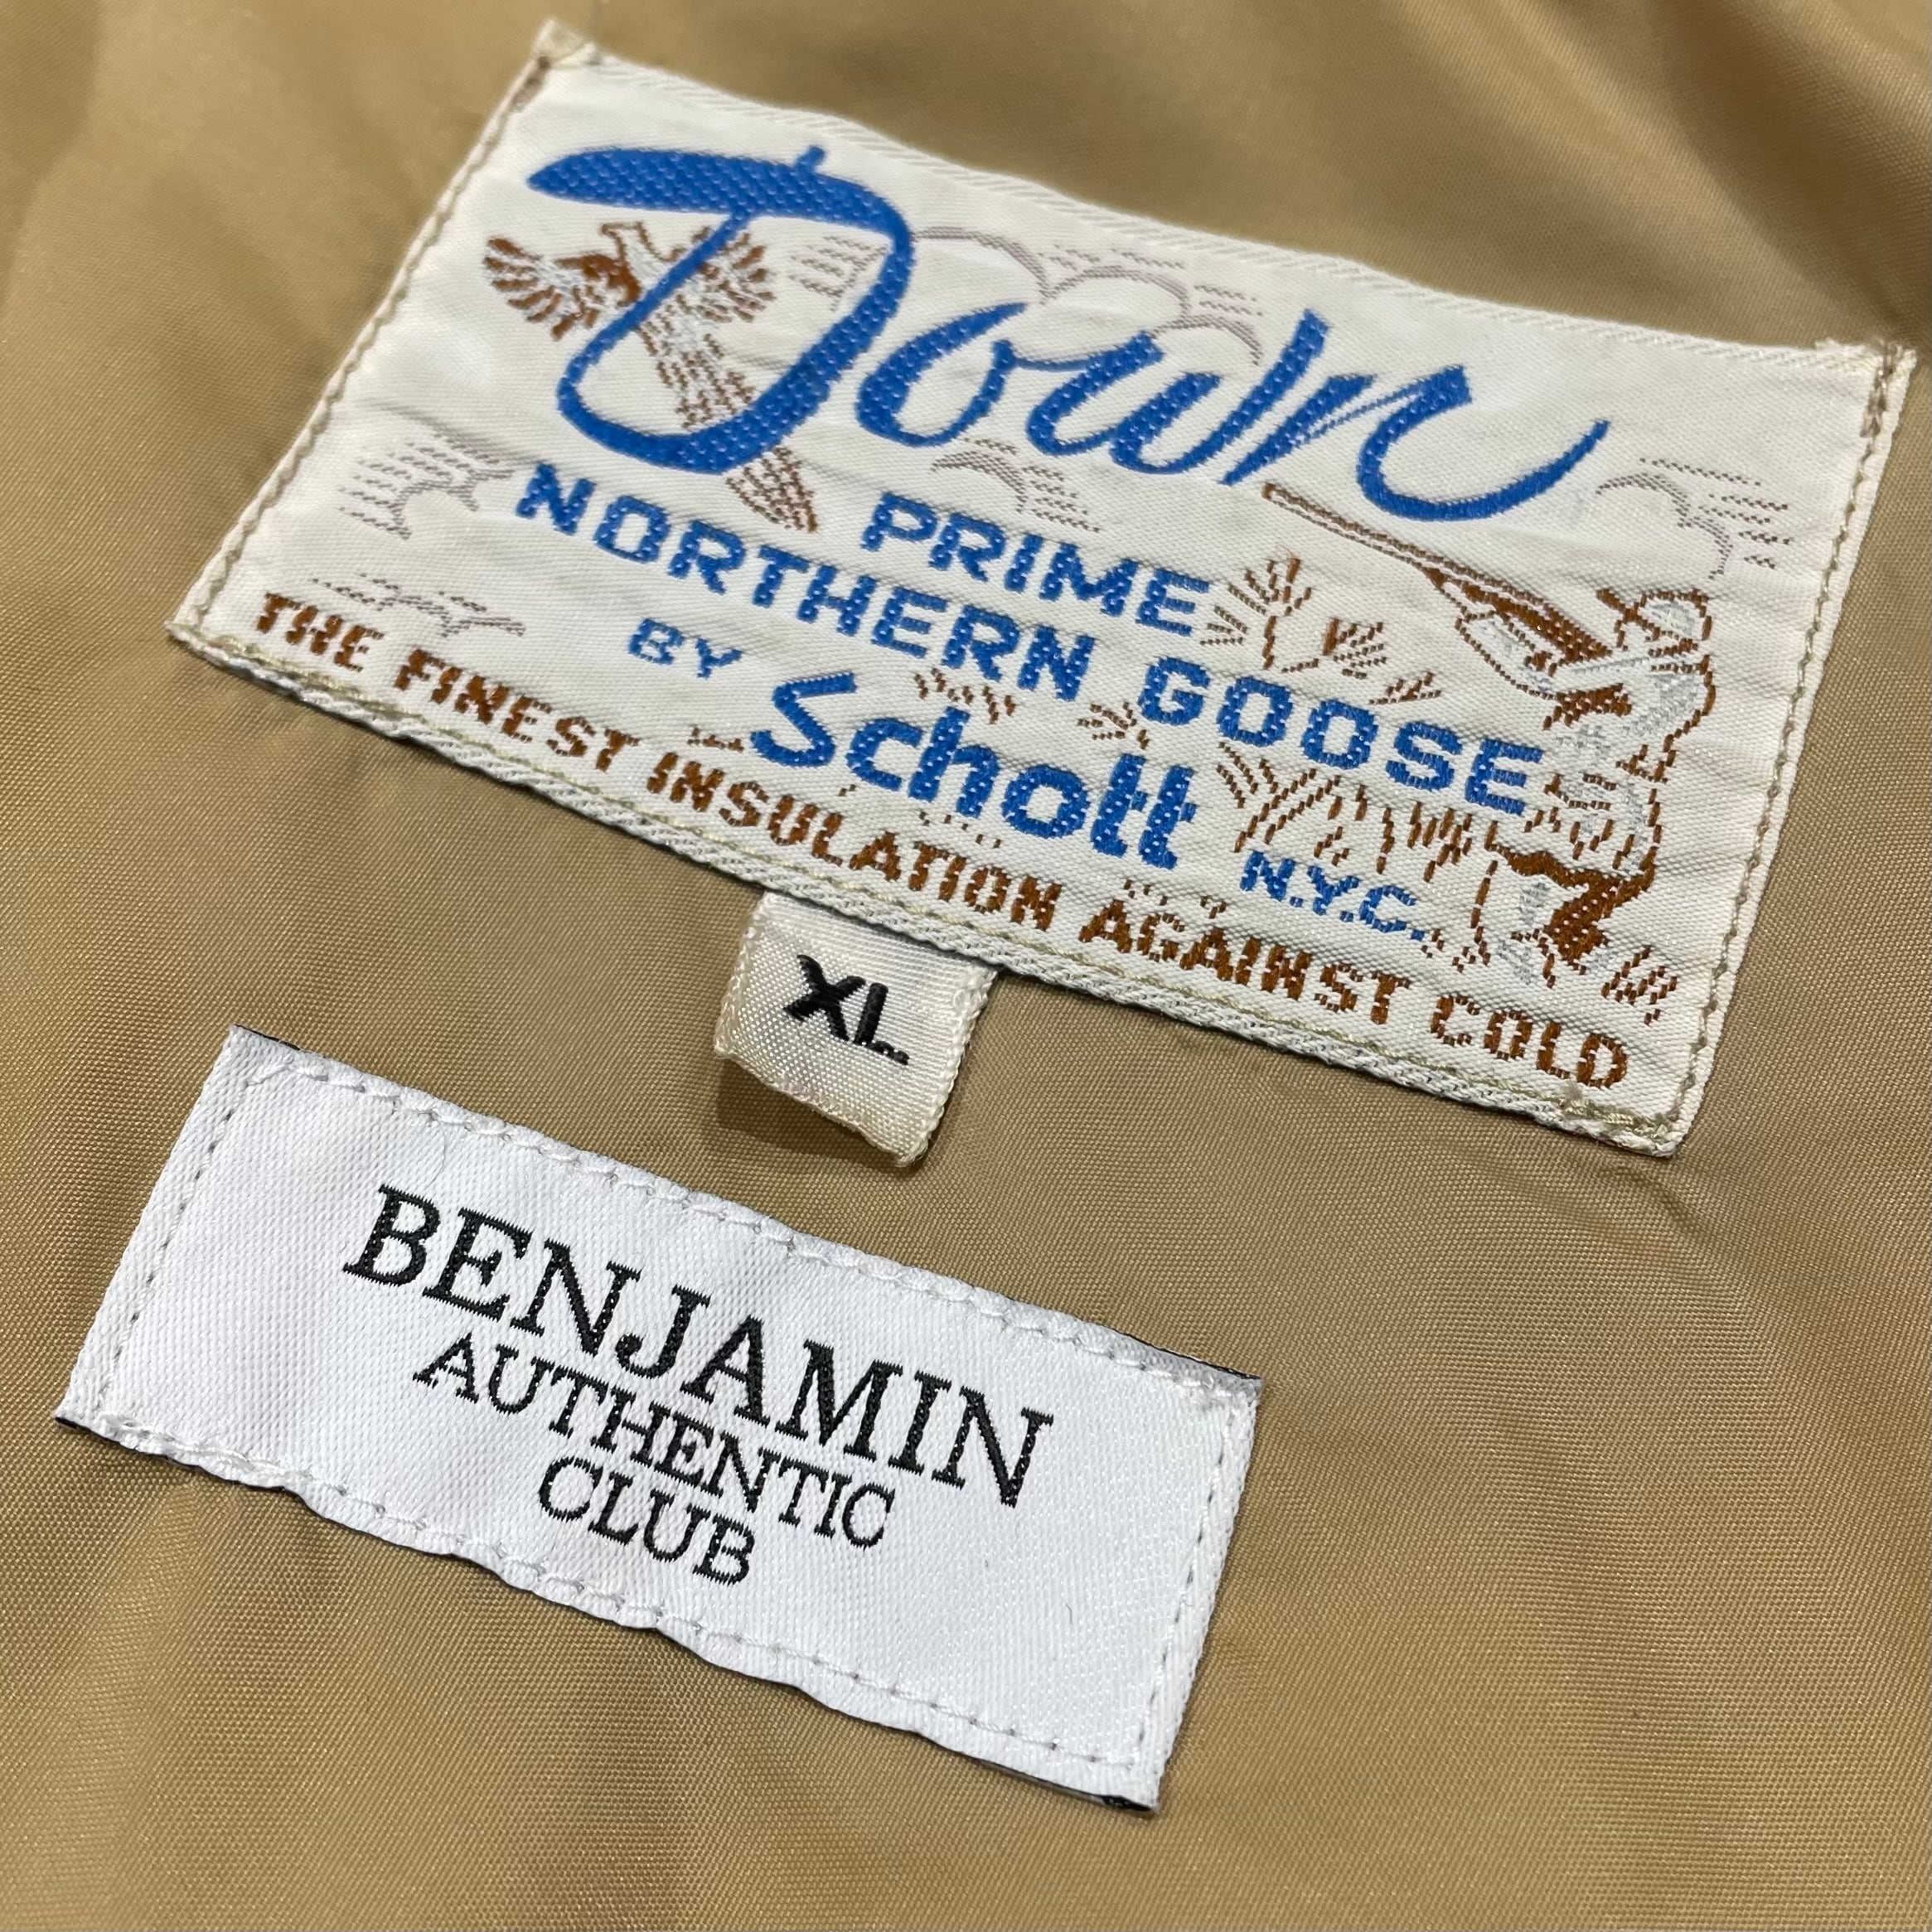 Down
PRIME
NORTHERN GOOSE
BY Schott N.Y.C.
THE FINEST INSULATION AGAINST COLD
XL
BENJAMIN
AUTHENTIC
CLUB